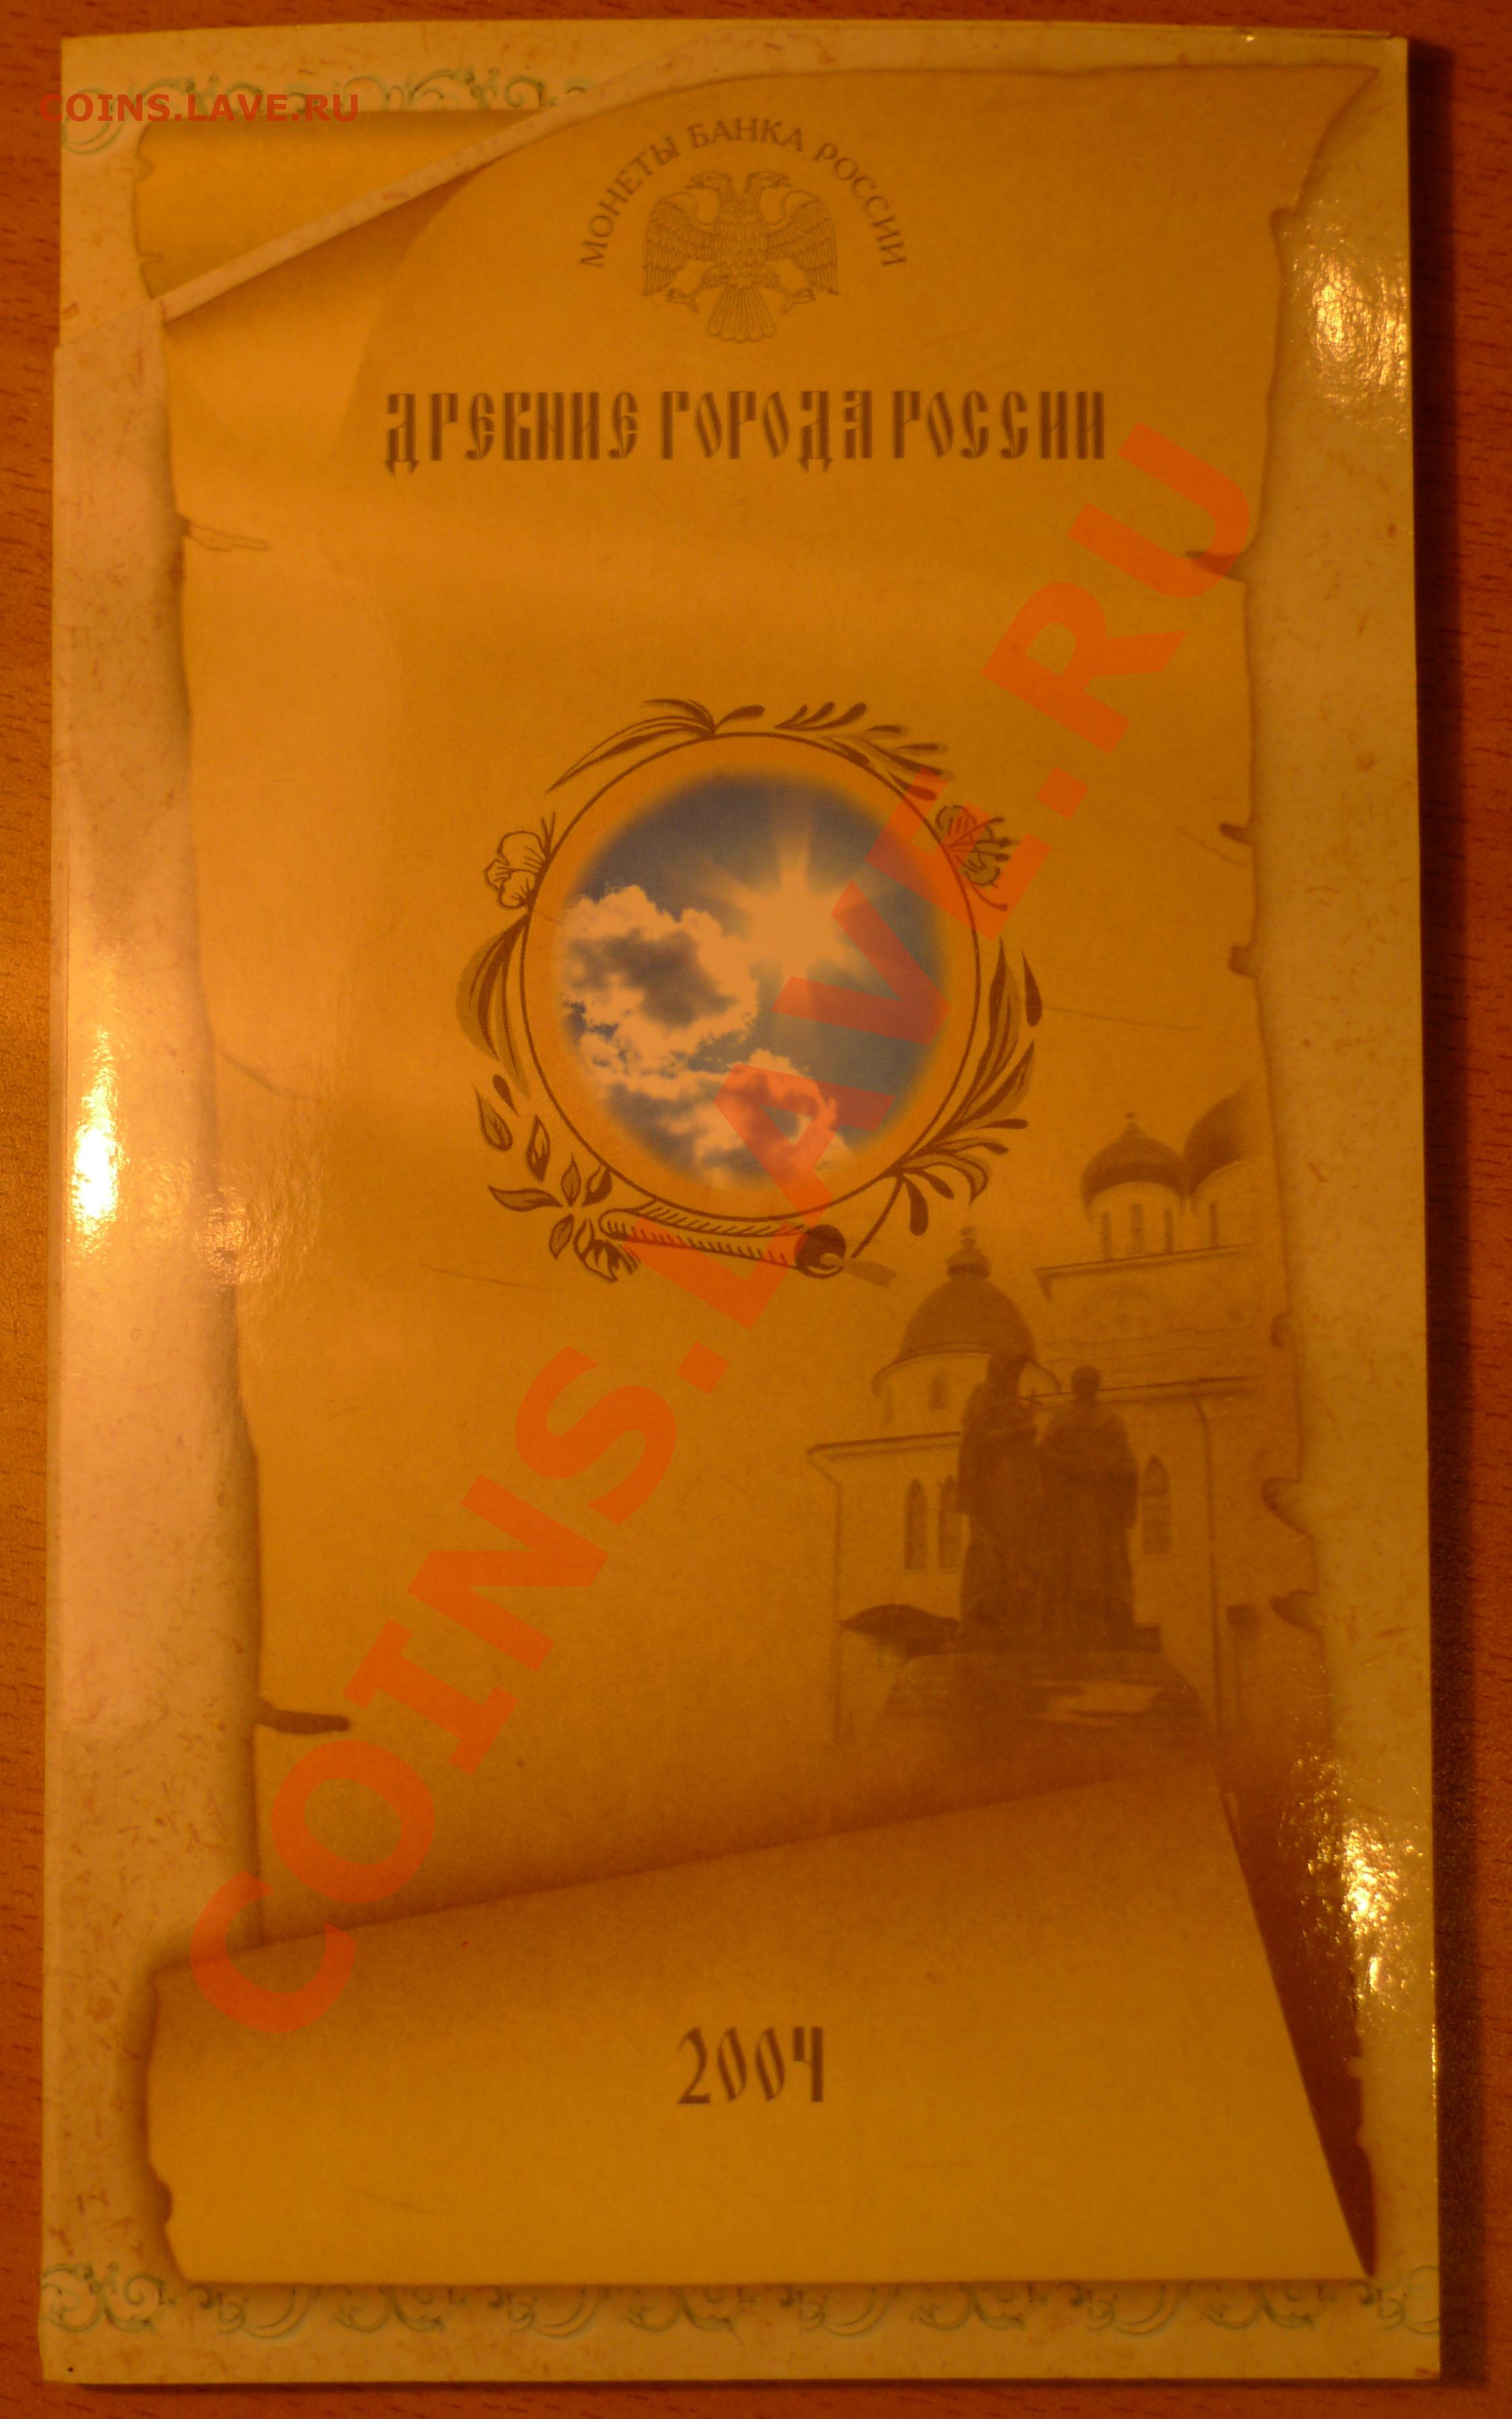 COINS.LAVE.RU
МОНЕТЫ БАНКА РОССИИ
ДРЕВНИЕ ГОРОДА РОССИИ
COINS.LAVE.RU
2004